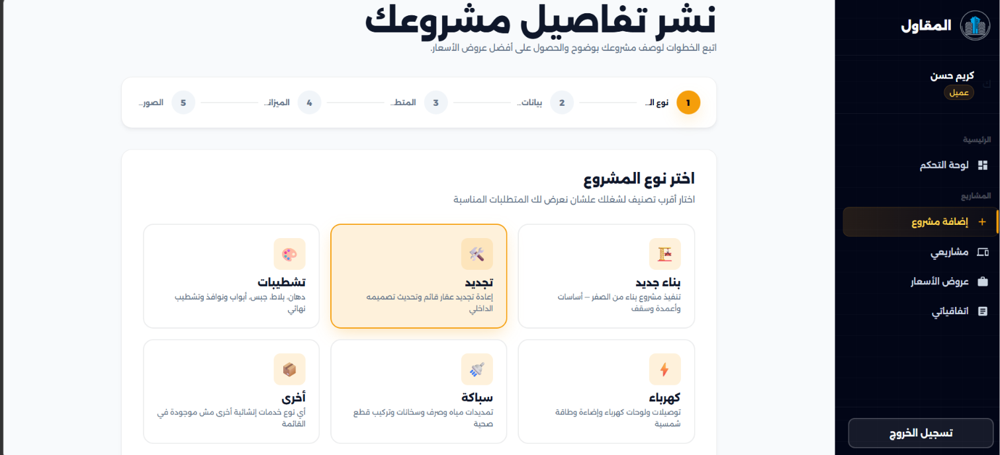 المقاول
كريم حسن
ك
عميل
الرئيسية
لوحة التحكم
المشاريع
إضافة مشروع
مشاريعي
عروض الأسعار
اتفاقياتي
تسجيل الخروج
نشر تفاصيل مشروعك
اتبع الخطوات لوصف مشروعك بوضوح والحصول على أفضل عروض الأسعار.
1 نوع الـ...
2 بيانات...
3 المتطـ...
4 الميزانـ...
5 الصور...
اختر نوع المشروع
اختار أقرب تصنيف لشغلك علشان نعرض لك المتطلبات المناسبة
بناء جديد
تنفيذ مشروع بناء من الصفر — أساسات
وأعمدة وسقف
تجديد
إعادة تجديد عقار قائم وتحديث تصميمه
الداخلي
تشطيبات
دهان، بلاط، جبس، أبواب ونوافذ وتشطيب
نهائي
كهرباء
توصيلات ولوحات كهرباء وإضاءة وطاقة
شمسية
سباكة
تمديدات مياه وصرف وسخانات وتركيب قطع
صحية
أخرى
أي نوع خدمات إنشائية أخرى مش موجودة في
القائمة